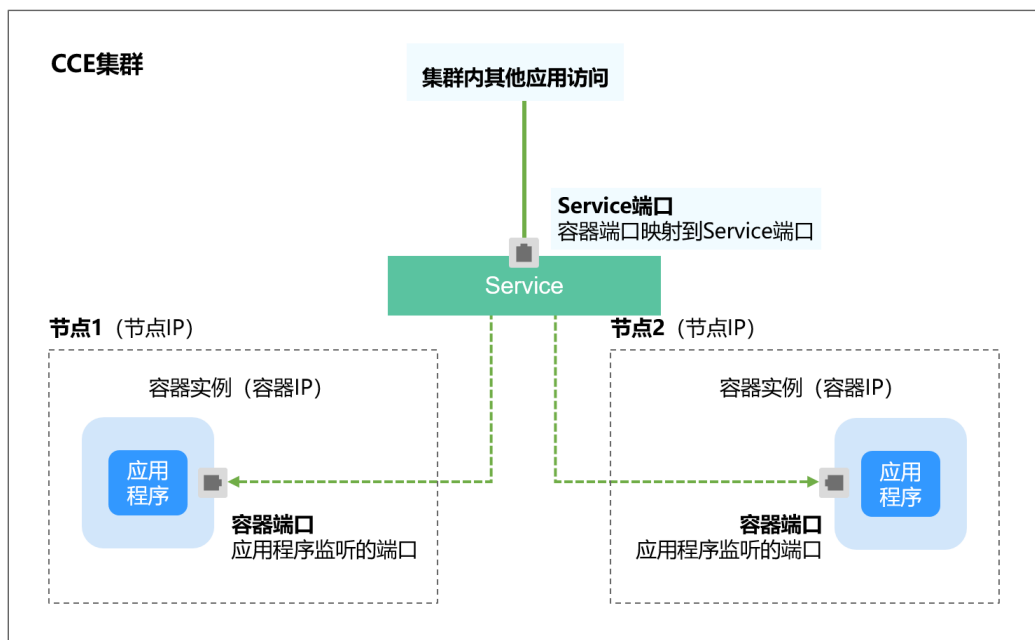 CCE集群
集群内其他应用访问
Service端口
容器端口映射到Service端口
Service
节点1（节点IP）
节点2（节点IP）
容器实例（容器IP）
容器实例（容器IP）
应用
程序
应用
程序
容器端口
应用程序监听的端口
容器端口
应用程序监听的端口